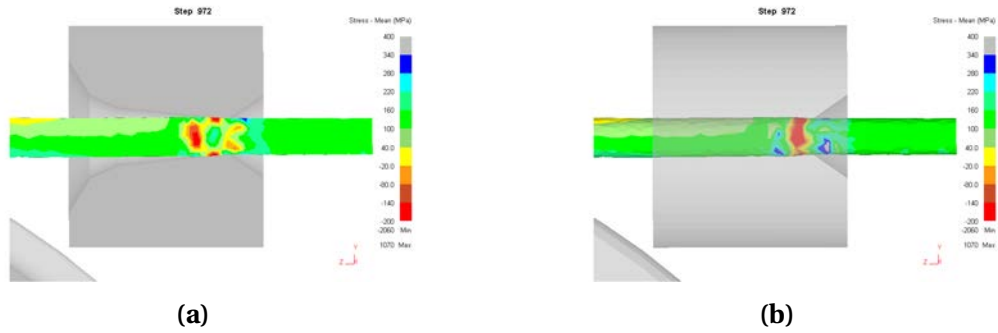 Step 972
Stress - Mean (MPa)
400
340
280
220
160
100
40.0
-20.0
-80.0
-140
-200
-2060 Min
1070 Max
Y
Z
X
(a)
Step 972
Stress - Mean (MPa)
400
340
280
220
160
100
40.0
-20.0
-80.0
-140
-200
-2060 Min
1070 Max
Y
Z
X
(b)